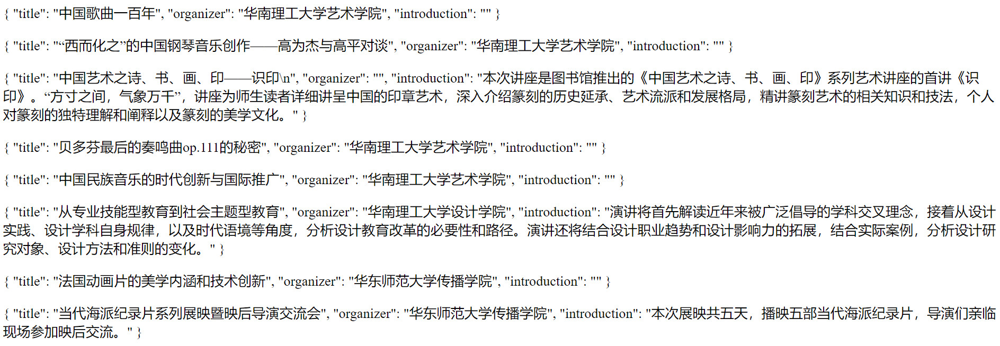 { "title": "中国歌曲一百年", "organizer": "华南理工大学艺术学院", "introduction": "" }
{ "title": "“西而化之”的中国钢琴音乐创作——高为杰与高平对谈", "organizer": "华南理工大学艺术学院", "introduction": "" }
{ "title": "中国艺术之诗、书、画、印——识印\n", "organizer": "", "introduction": "本次讲座是图书馆推出的《中国艺术之诗、书、画、印》系列艺术讲座的首讲《识
印》。“方寸之间，气象万千”，讲座为师生读者详细讲呈中国的印章艺术，深入介绍篆刻的历史延承、艺术流派和发展格局，精讲篆刻艺术的相关知识和技法，个人
对篆刻的独特理解和阐释以及篆刻的美学文化。" }
{ "title": "贝多芬最后的奏鸣曲op.111的秘密", "organizer": "华南理工大学艺术学院", "introduction": "" }
{ "title": "中国民族音乐的时代创新与国际推广", "organizer": "华南理工大学艺术学院", "introduction": "" }
{ "title": "从专业技能型教育到社会主题型教育", "organizer": "华南理工大学设计学院", "introduction": "演讲将首先解读近年来被广泛倡导的学科交叉理念，接着从设计
实践、设计学科自身规律，以及时代语境等角度，分析设计教育改革的必要性和路径。演讲还将结合设计职业趋势和设计影响力的拓展，结合实际案例，分析设计研
究对象、设计方法和准则的变化。" }
{ "title": "法国动画片的美学内涵和技术创新", "organizer": "华东师范大学传播学院", "introduction": "" }
{ "title": "当代海派纪录片系列展映暨映后导演交流会", "organizer": "华东师范大学传播学院", "introduction": "本次展映共五天，播映五部当代海派纪录片，导演们亲临
现场参加映后交流。" }